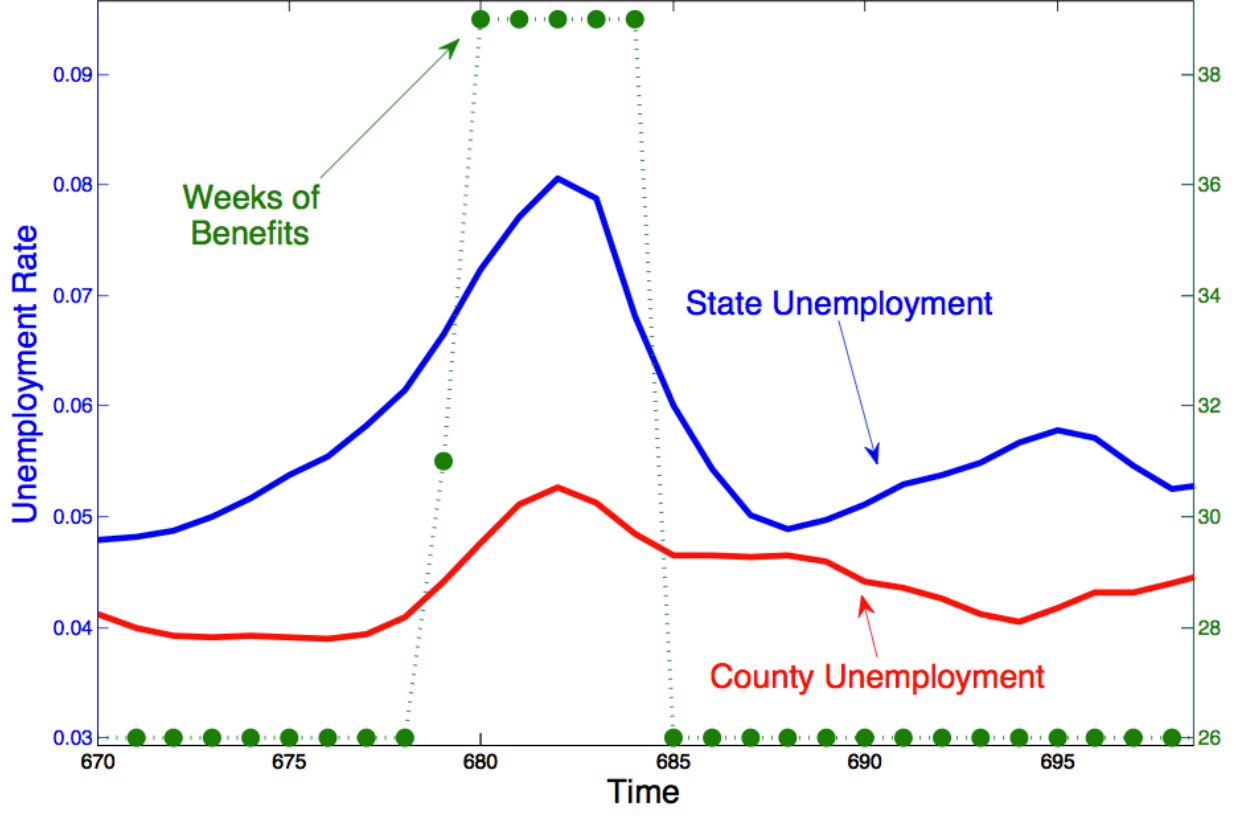 0.09
0.08
0.07
0.06
0.05
0.04
0.03
Unemployment Rate
Weeks of
Benefits
State Unemployment
County Unemployment
38
36
34
32
30
28
26
670 675 680 685 690 695
Time